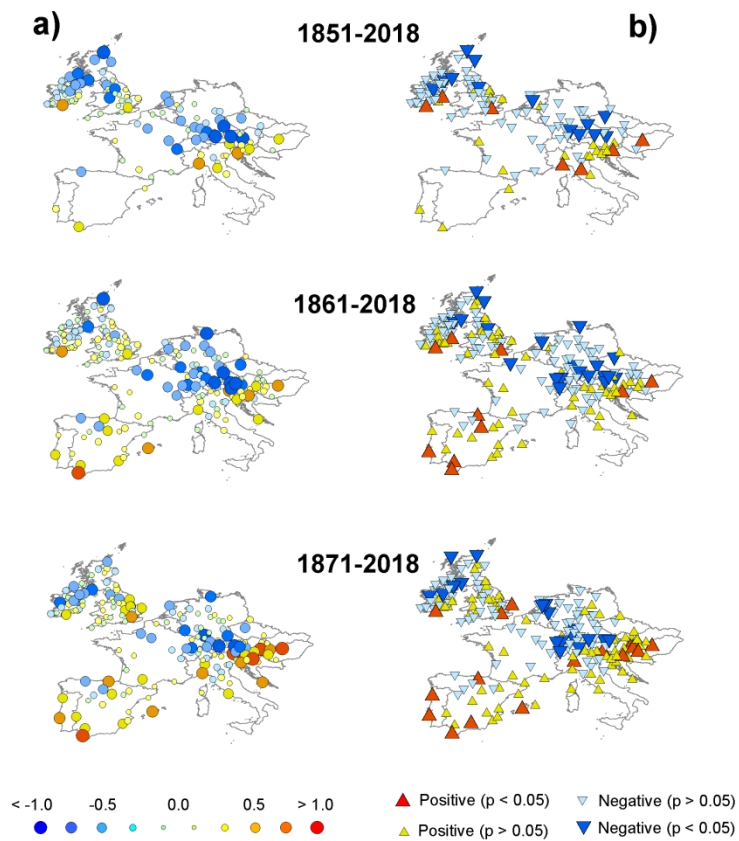 a) 1851-2018 b)
1861-2018
1871-2018
< -1.0 -0.5 0.0 0.5 > 1.0
Positive (p < 0.05) Negative (p > 0.05)
Positive (p > 0.05) Negative (p < 0.05)